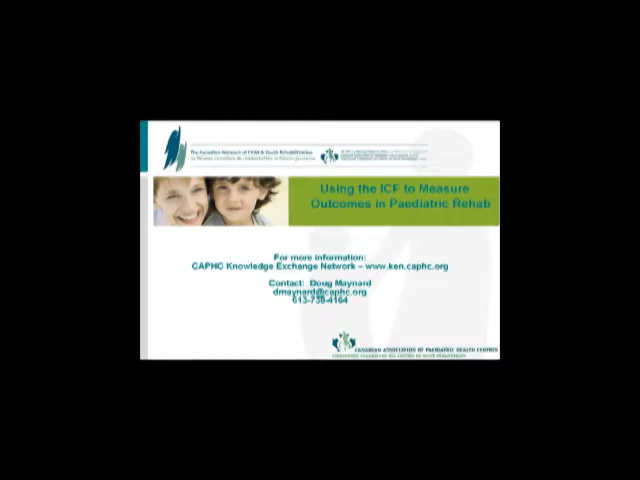 The Canadian Network of Child & Youth Rehabilitation
Using the ICF to Measure
Outcomes in Paediatric Rehab
For more information:
CAPHC Knowledge Exchange Network – www.ken.caphc.org
Contact: Doug Maynard
dmaynard@caphc.org
613-738-4164
CANADIAN ASSOCIATION OF PAEDIATRIC HEALTH CENTRES